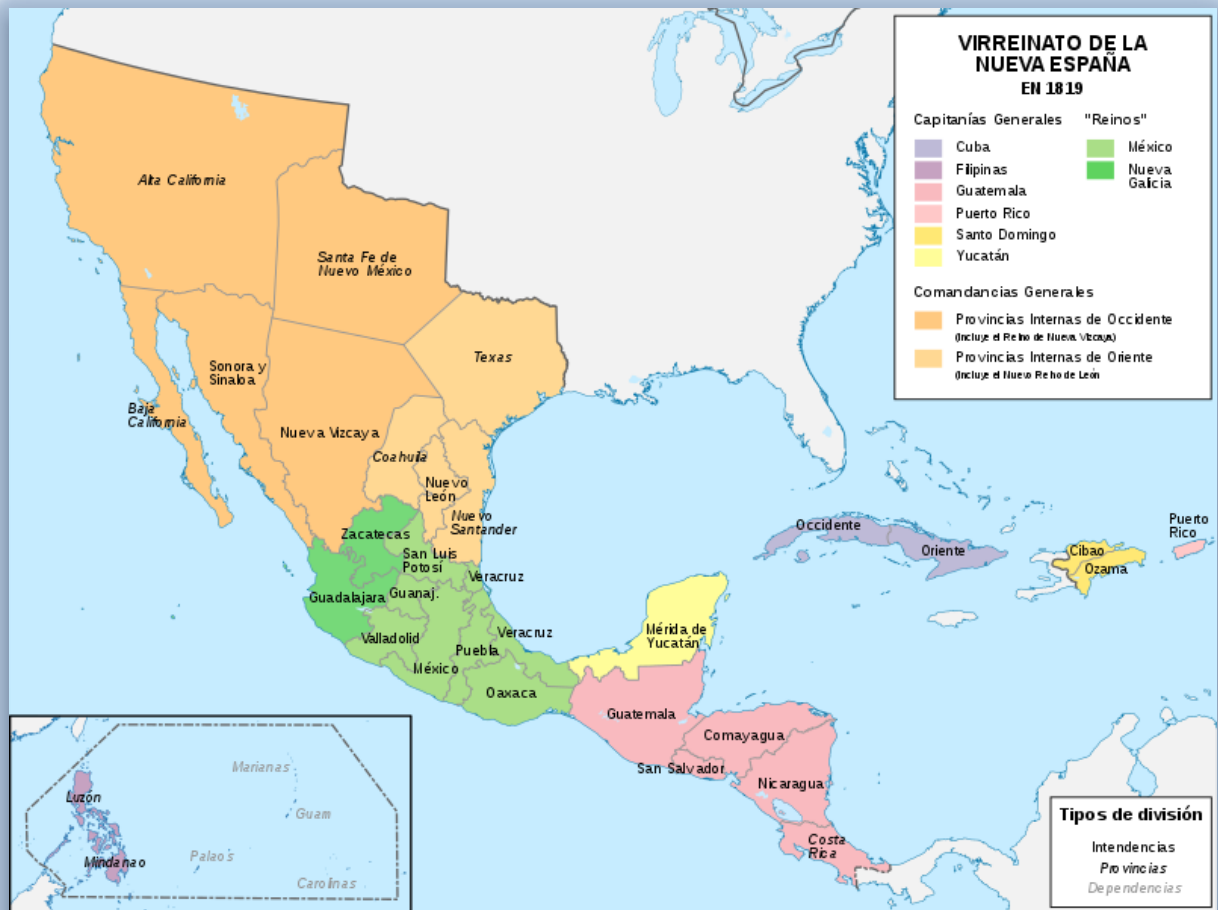 VIRREINATO DE LA
NUEVA ESPAÑA
EN 1819
Capitanías Generales
Cuba
Filipinas
Guatemala
Puerto Rico
Santo Domingo
Yucatán
"Reinos"
México
Nueva
Galicia
Comandancias Generales
Provincias Internas de Occidente
(Incluye el Reino de Nueva Vizcaya)
Provincias Internas de Oriente
(Incluye el Nuevo Reino de León)
Alta California
Santa Fe de
Nuevo México
Texas
Sonora y
Sinaloa
Baja
California
Nueva Vizcaya
Coahuila
Nuevo
León
Nuevo
Santander
Zacatecas
San Luis
Potosí
Veracruz
Guadalajara
Guanaj.
Valladolid
Veracruz
Puebla
México
Oaxaca
Mérida de
Yucatán
Occidente
Oriente
Cibao
Ozama
Puerto
Rico
Guatemala
Comayagua
San Salvador
Nicaragua
Costa
Rica
Marianas
Luzón
Guam
Mindanao
Palaos
Carolinas
Tipos de división
Intendencias
Provincias
Dependencias